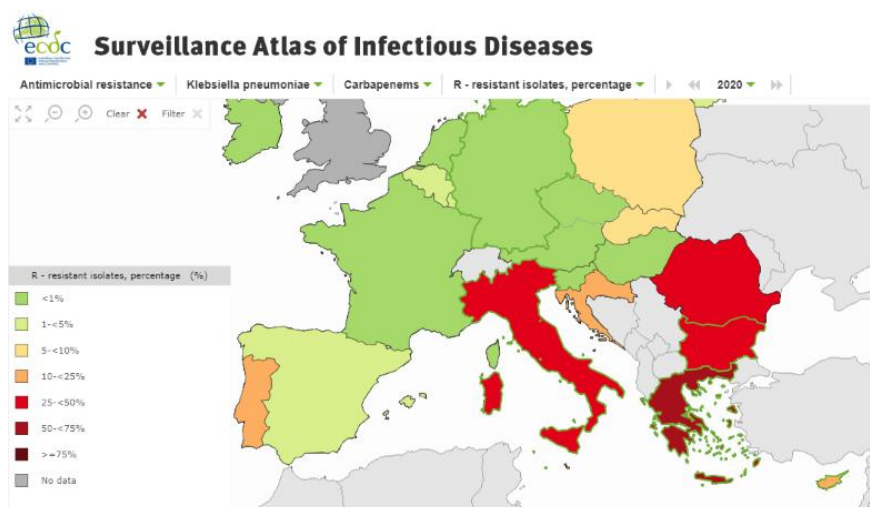 ecdc
Surveillance Atlas of Infectious Diseases
Antimicrobial resistance Klebsiella pneumoniae Carbapenems R - resistant isolates, percentage 2020
Clear Filter
R - resistant isolates, percentage (%)
<1%
1-<5%
5-<10%
10-<25%
25-<50%
50-<75%
>=75%
No data